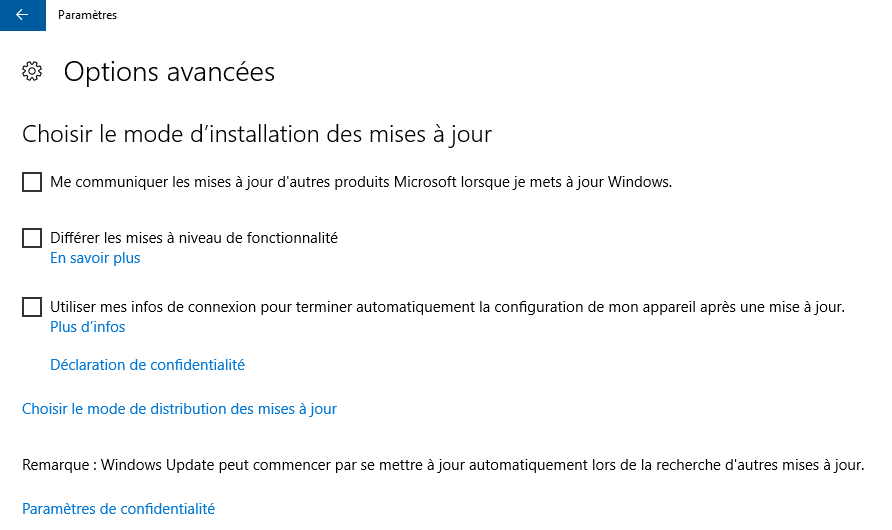 Paramètres
Options avancées
Choisir le mode d’installation des mises à jour
Me communiquer les mises à jour d'autres produits Microsoft lorsque je mets à jour Windows.
Différer les mises à niveau de fonctionnalité
En savoir plus
Utiliser mes infos de connexion pour terminer automatiquement la configuration de mon appareil après une mise à jour.
Plus d’infos
Déclaration de confidentialité
Choisir le mode de distribution des mises à jour
Remarque : Windows Update peut commencer par se mettre à jour automatiquement lors de la recherche d'autres mises à jour.
Paramètres de confidentialité